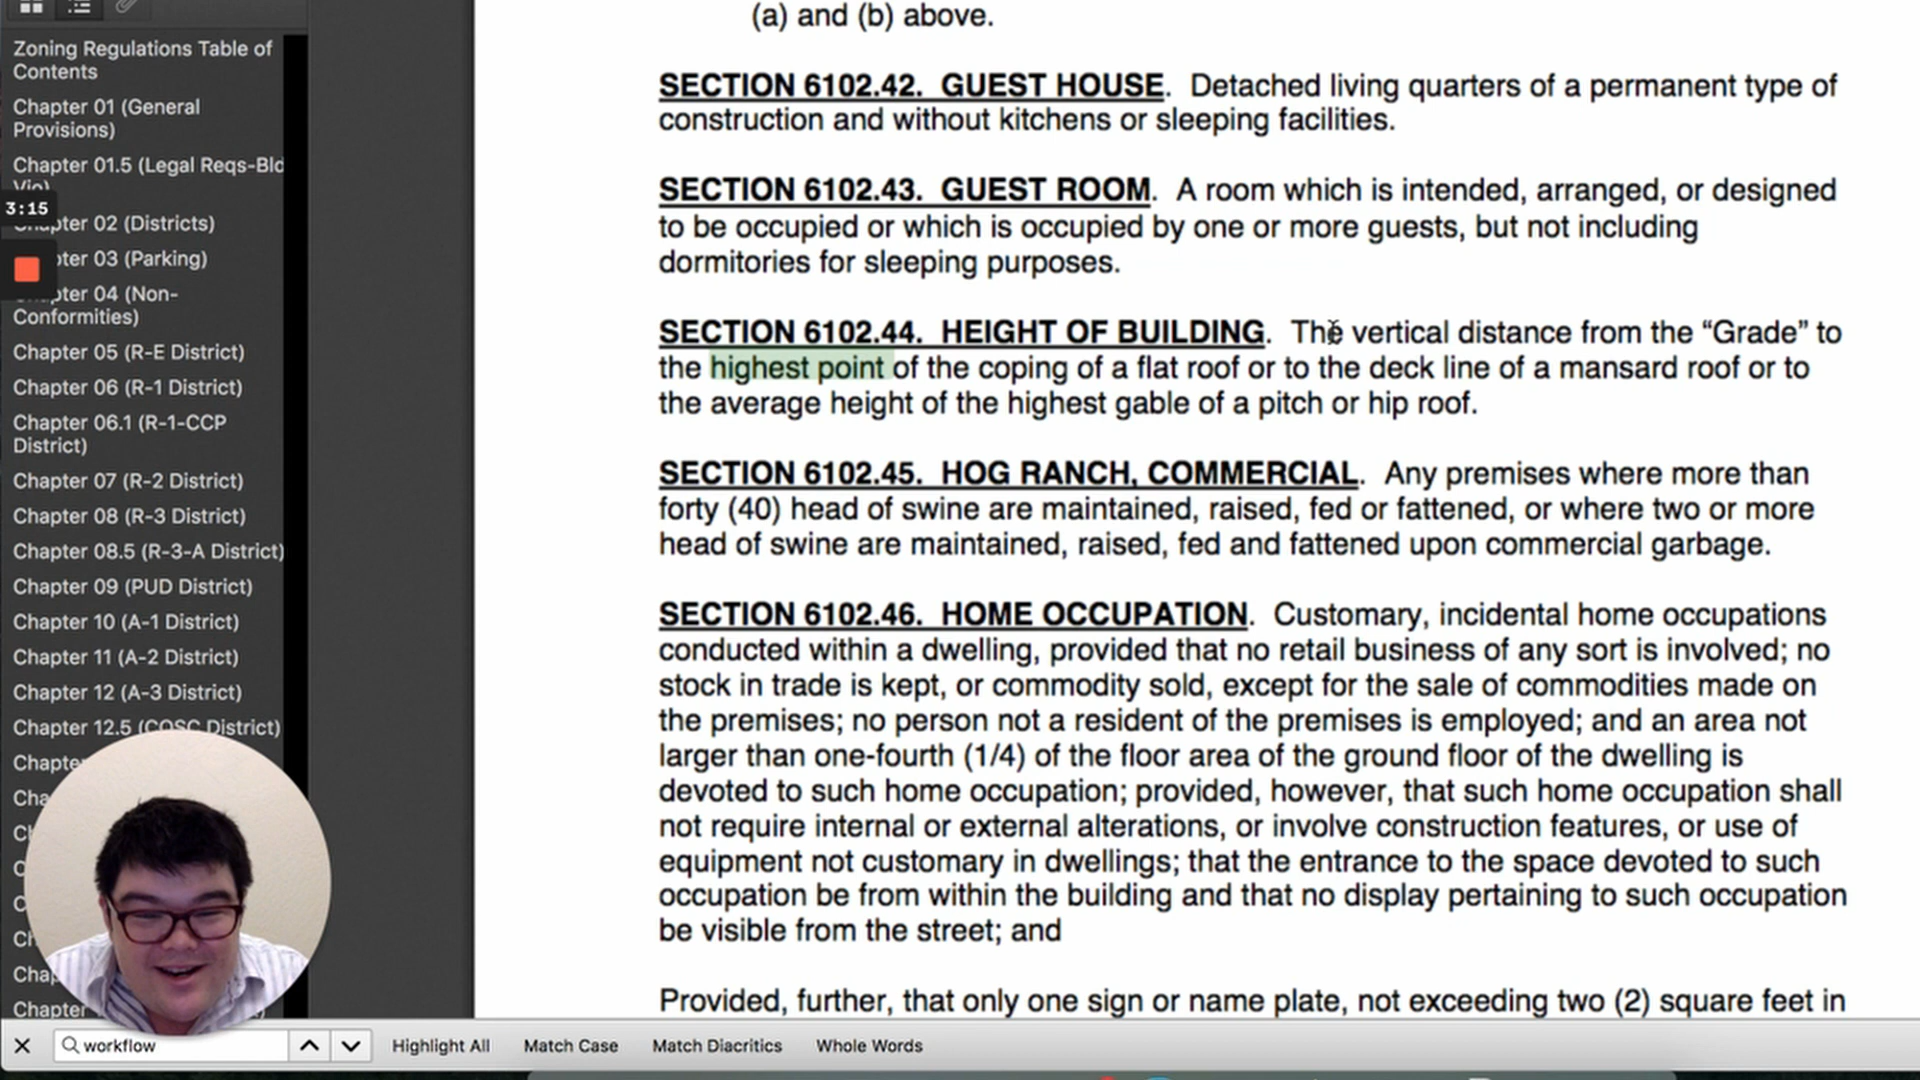 Zoning Regulations Table of
Contents
Chapter 01 (General
Provisions)
Chapter 01.5 (Legal Reqs-Bld
Vio)
3:15
Chapter 02 (Districts)
pter 03 (Parking)
pter 04 (Non-
Conformities)
Chapter 05 (R-E District)
Chapter 06 (R-1 District)
Chapter 06.1 (R-1-CCP
District)
Chapter 07 (R-2 District)
Chapter 08 (R-3 District)
Chapter 08.5 (R-3-A District)
Chapter 09 (PUD District)
Chapter 10 (A-1 District)
Chapter 11 (A-2 District)
Chapter 12 (A-3 District)
Chapter 12.5 (COSC District)
Chapte
Cha
C
C
C
Ch
Chap
Chapter
(a) and (b) above.
SECTION 6102.42. GUEST HOUSE. Detached living quarters of a permanent type of
construction and without kitchens or sleeping facilities.
SECTION 6102.43. GUEST ROOM. A room which is intended, arranged, or designed
to be occupied or which is occupied by one or more guests, but not including
dormitories for sleeping purposes.
SECTION 6102.44. HEIGHT OF BUILDING. The vertical distance from the “Grade” to
the highest point of the coping of a flat roof or to the deck line of a mansard roof or to
the average height of the highest gable of a pitch or hip roof.
SECTION 6102.45. HOG RANCH, COMMERCIAL. Any premises where more than
forty (40) head of swine are maintained, raised, fed or fattened, or where two or more
head of swine are maintained, raised, fed and fattened upon commercial garbage.
SECTION 6102.46. HOME OCCUPATION. Customary, incidental home occupations
conducted within a dwelling, provided that no retail business of any sort is involved; no
stock in trade is kept, or commodity sold, except for the sale of commodities made on
the premises; no person not a resident of the premises is employed; and an area not
larger than one-fourth (1/4) of the floor area of the ground floor of the dwelling is
devoted to such home occupation; provided, however, that such home occupation shall
not require internal or external alterations, or involve construction features, or use of
equipment not customary in dwellings; that the entrance to the space devoted to such
occupation be from within the building and that no display pertaining to such occupation
be visible from the street; and
Provided, further, that only one sign or name plate, not exceeding two (2) square feet in
workflow
Highlight All Match Case Match Diacritics Whole Words